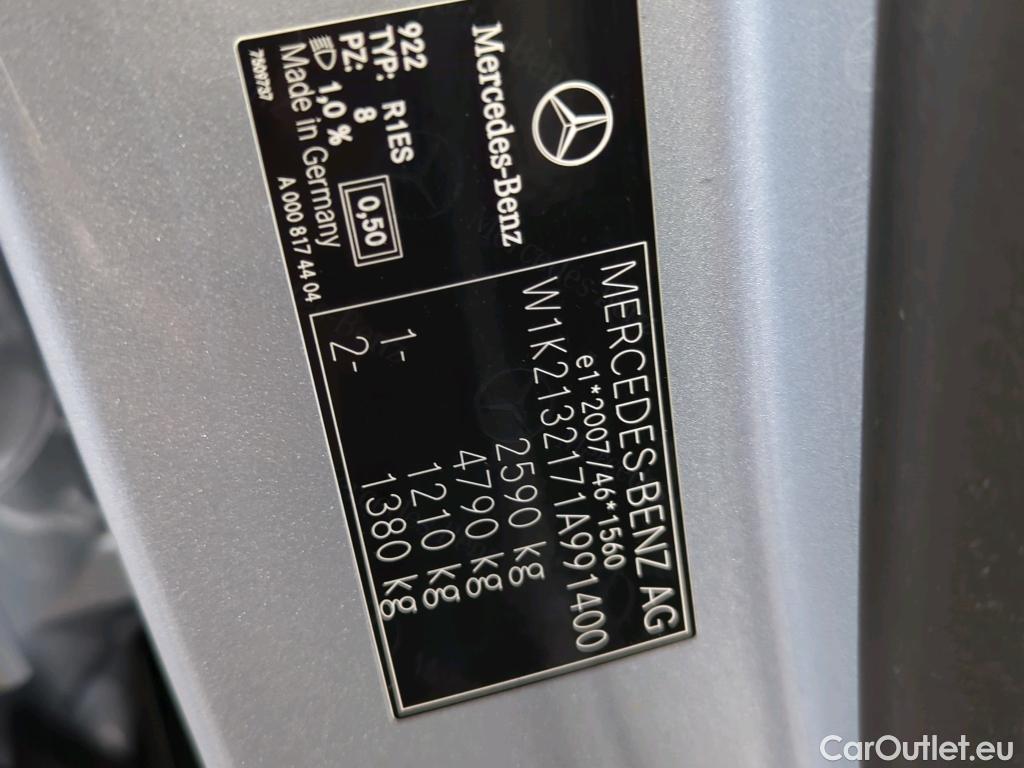 Mercedes-Benz
922
TYP: R1ES
PZ: 8
0,50
1,0 %
Made in Germany
7509737
A 000 817 44 04
MERCEDES-BENZ AG
e1*2007/46*1560
W1K2132171A991400
2590 kg
4790 kg
1- 1210 kg
2- 1380 kg
CarOutlet.eu